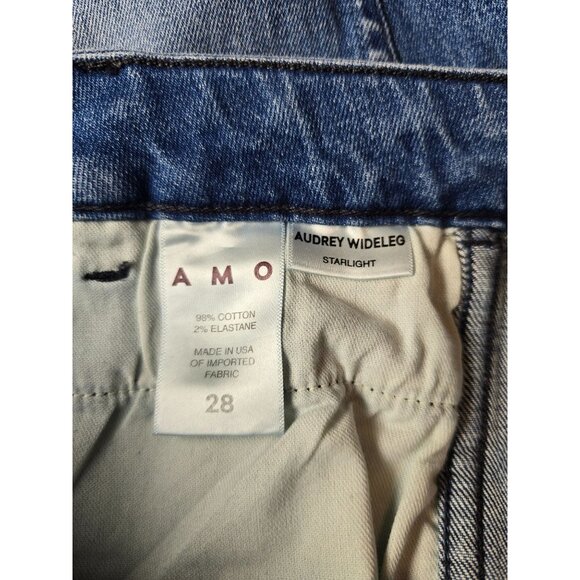 AMO
98% COTTON
2% ELASTANE
MADE IN USA
OF IMPORTED
FABRIC
28
AUDREY WIDELEG
STARLIGHT